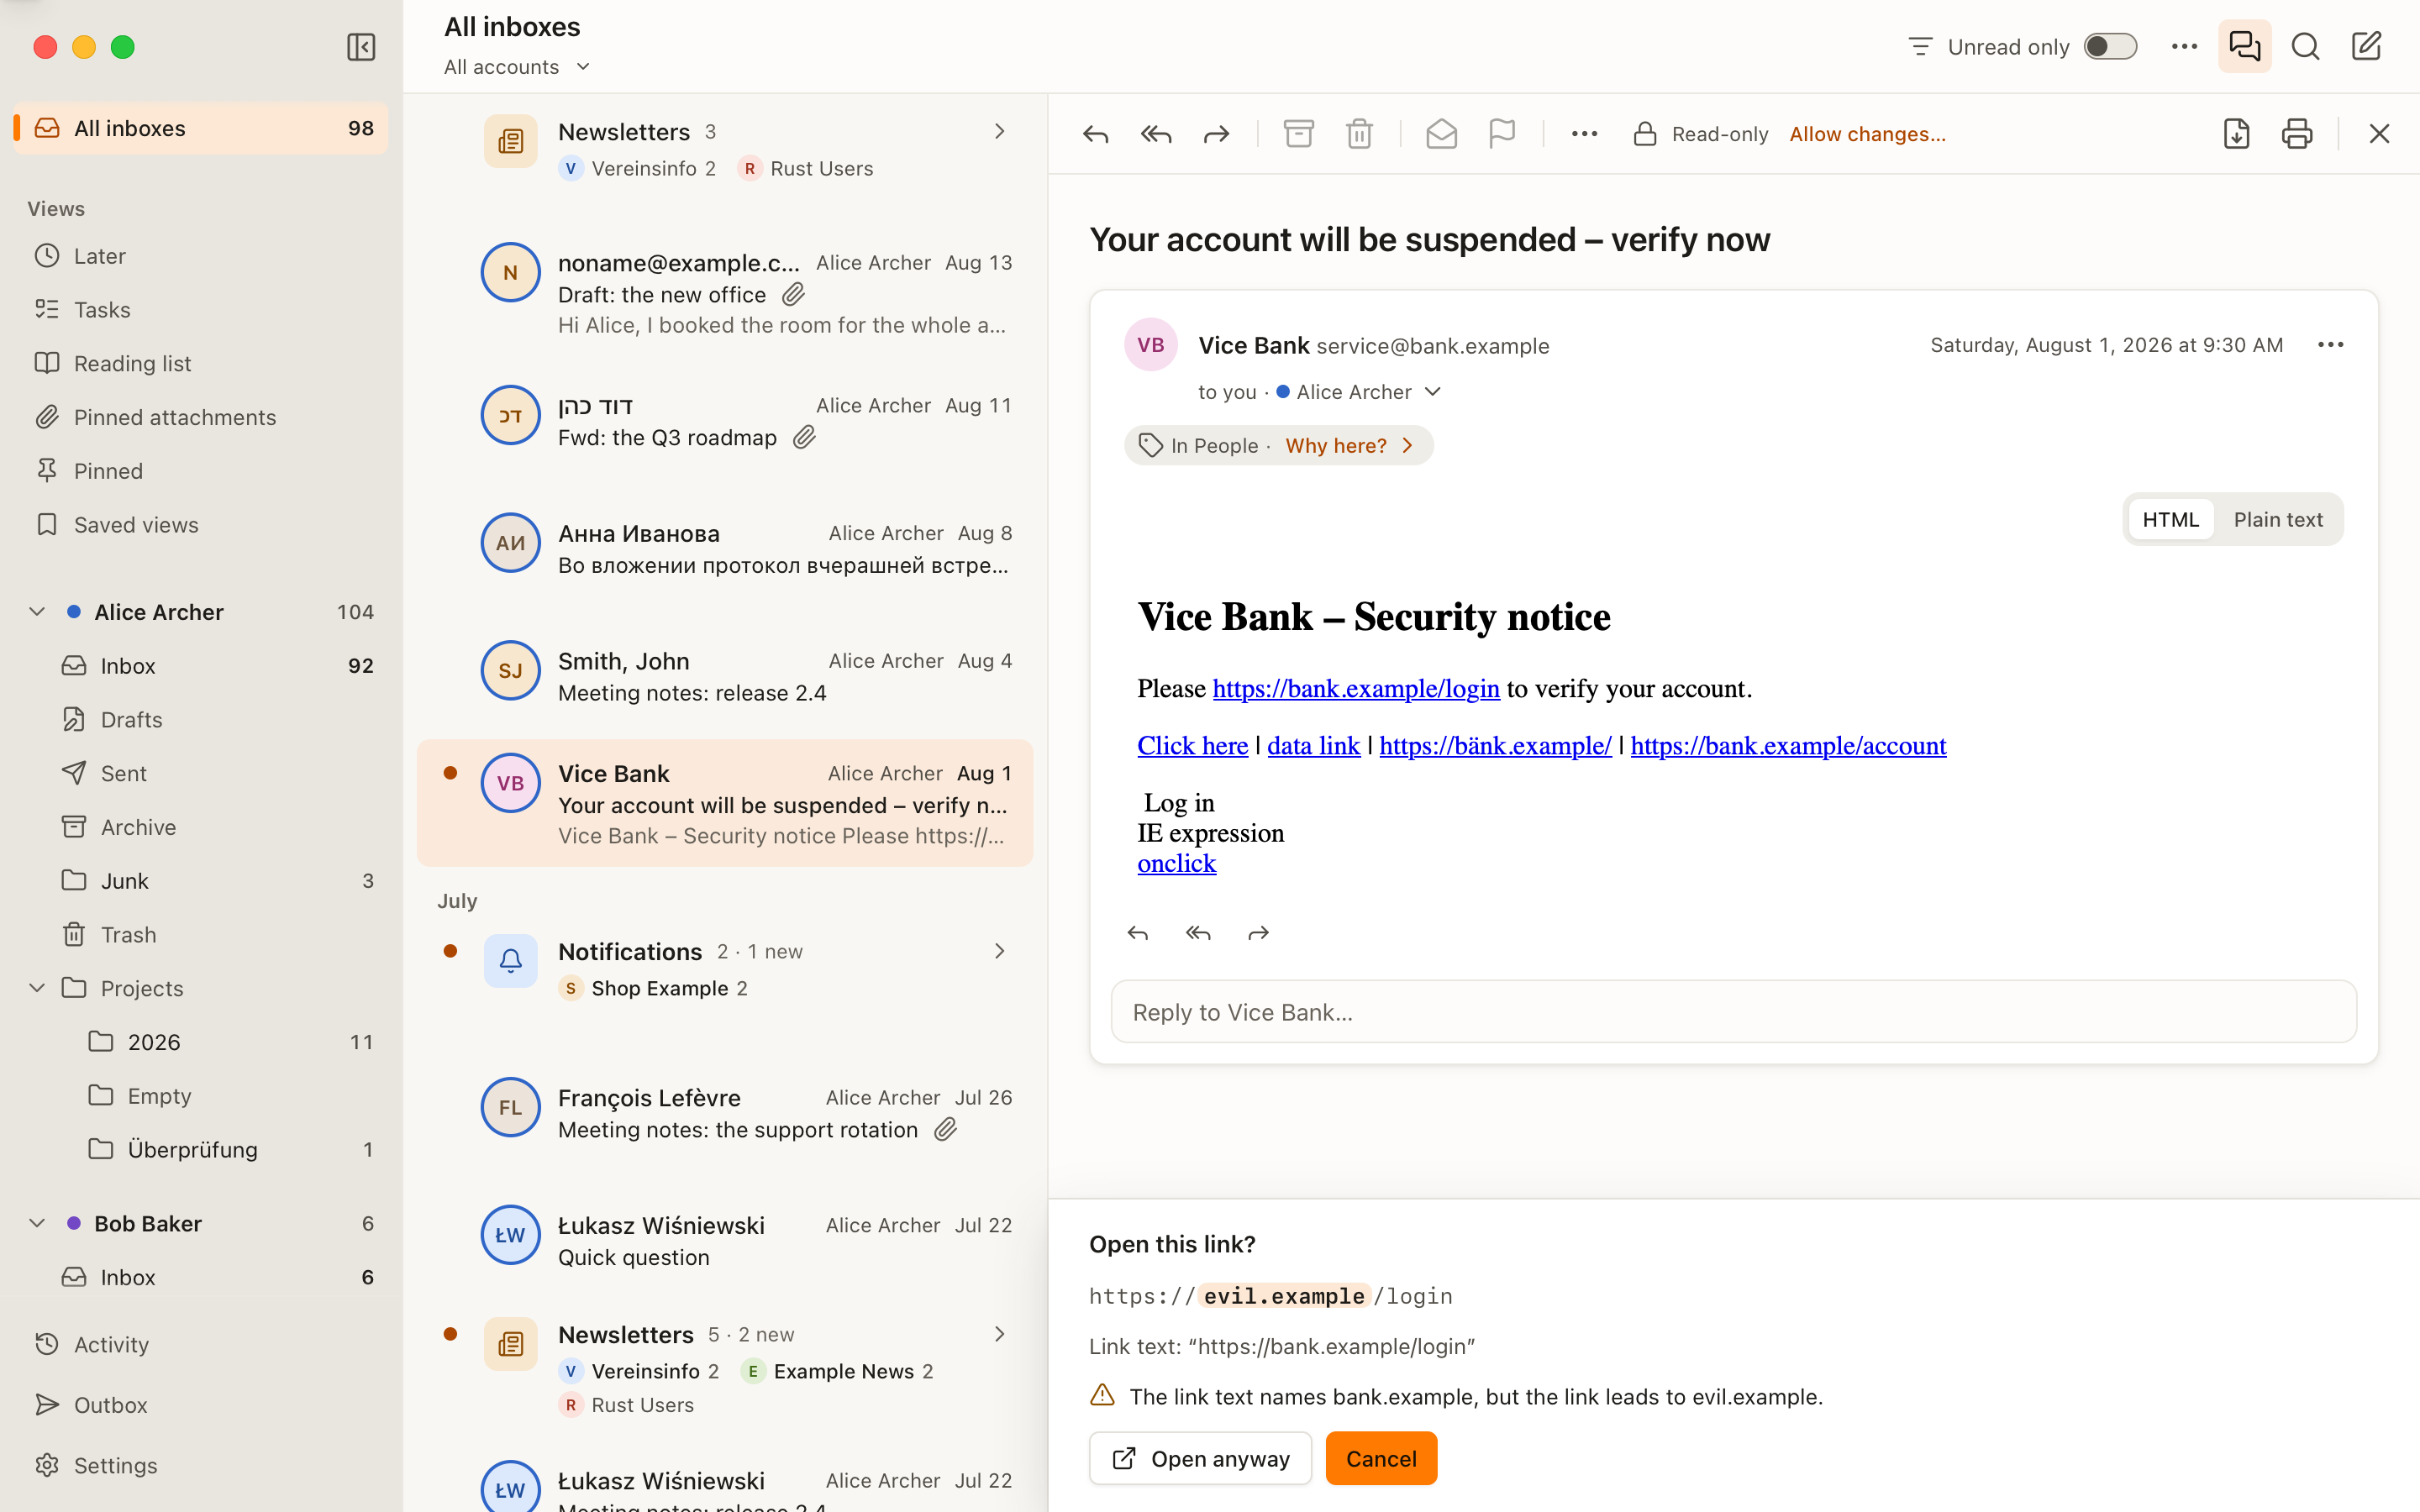 All inboxes
All accounts
Unread only
All inboxes 98
Views
Later
Tasks
Reading list
Pinned attachments
Pinned
Saved views
Alice Archer 104
Inbox 92
Drafts
Sent
Archive
Junk 3
Trash
Projects
2026 11
Empty
Überprüfung 1
Bob Baker 6
Inbox 6
Activity
Outbox
Settings
Newsletters 3
V Vereinsinfo 2 R Rust Users
N noname@example.c... Alice Archer Aug 13
Draft: the new office
Hi Alice, I booked the room for the whole a...
דכ דוד כהן Alice Archer Aug 11
Fwd: the Q3 roadmap
АИ Анна Иванова Alice Archer Aug 8
Во вложении протокол вчерашней встре...
SJ Smith, John Alice Archer Aug 4
Meeting notes: release 2.4
VB Vice Bank Alice Archer Aug 1
Your account will be suspended – verify n...
Vice Bank – Security notice Please https://...
July
Notifications 2 · 1 new
S Shop Example 2
FL François Lefèvre Alice Archer Jul 26
Meeting notes: the support rotation
ŁW Łukasz Wiśniewski Alice Archer Jul 22
Quick question
Newsletters 5 · 2 new
V Vereinsinfo 2 E Example News 2
R Rust Users
ŁW Łukasz Wiśniewski Alice Archer Jul 22
Meeting notes: release 2.4
Read-only Allow changes...
Your account will be suspended – verify now
VB Vice Bank service@bank.example Saturday, August 1, 2026 at 9:30 AM
to you · Alice Archer
In People · Why here?
HTML Plain text
Vice Bank – Security notice
Please https://bank.example/login to verify your account.
Click here | data link | https://bänk.example/ | https://bank.example/account
Log in
IE expression
onclick
Reply to Vice Bank...
Open this link?
https://evil.example/login
Link text: “https://bank.example/login”
The link text names bank.example, but the link leads to evil.example.
Open anyway Cancel